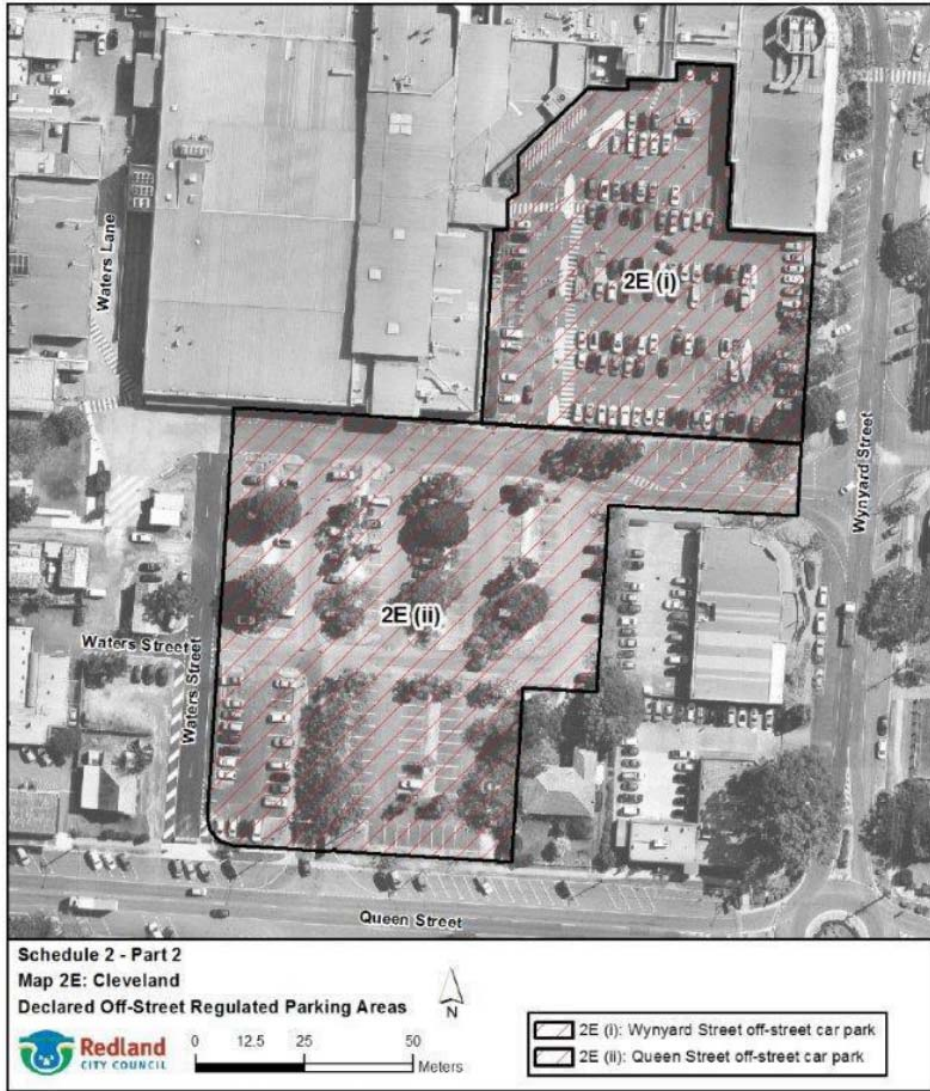 2E (i)
Waters Lane
Wynyard Street
2E (ii)
Waters Street
Waters Street
Queen Street
Schedule 2 - Part 2
Map 2E: Cleveland
Declared Off-Street Regulated Parking Areas
N
Redland
CITY COUNCIL
0 12.5 25 50
Meters
2E (i): Wynyard Street off-street car park
2E (ii): Queen Street off-street car park